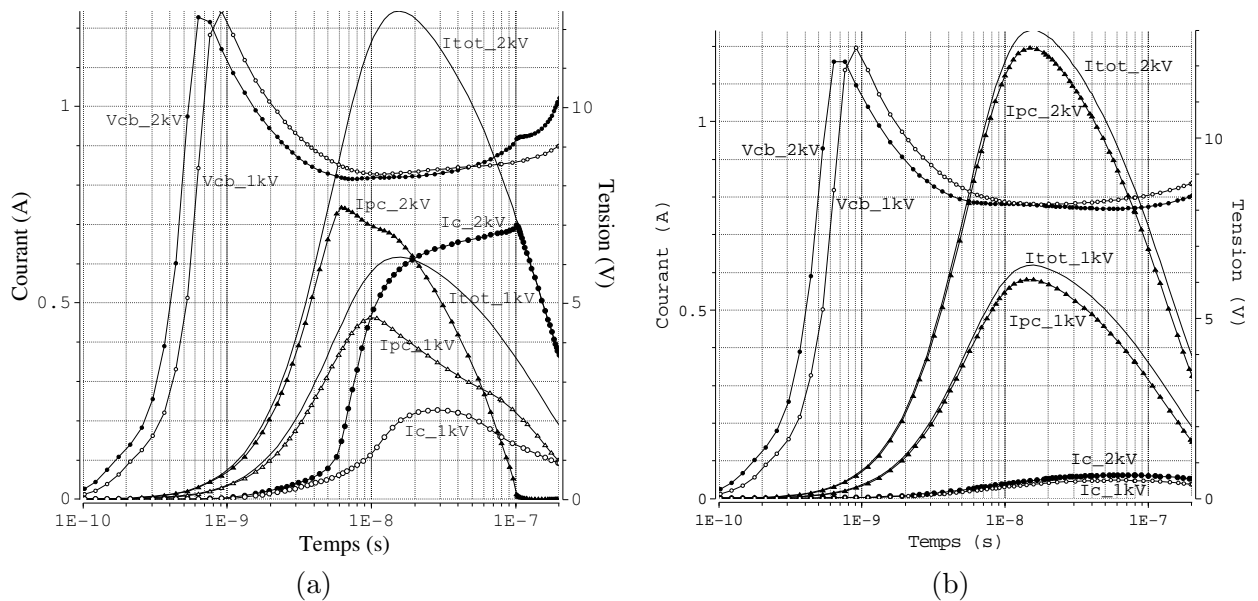 Itot_2kV
Vcb_2kV
Vcb_1kV
Ipc_2kV
Ic_2kV
Itot_1kV
Ipc_1kV
Ic_1kV
1
0.5
0
10
5
0
1E-10 1E-9 1E-8 1E-7
Courant (A)
Tension (V)
Temps (s)
(a)
Itot_2kV
Ipc_2kV
Vcb_2kV
Vcb_1kV
Itot_1kV
Ipc_1kV
Ic_2kV
Ic_1kV
1
0.5
0
10
5
0
1E-10 1E-9 1E-8 1E-7
Courant (A)
Tension (V)
Temps (s)
(b)